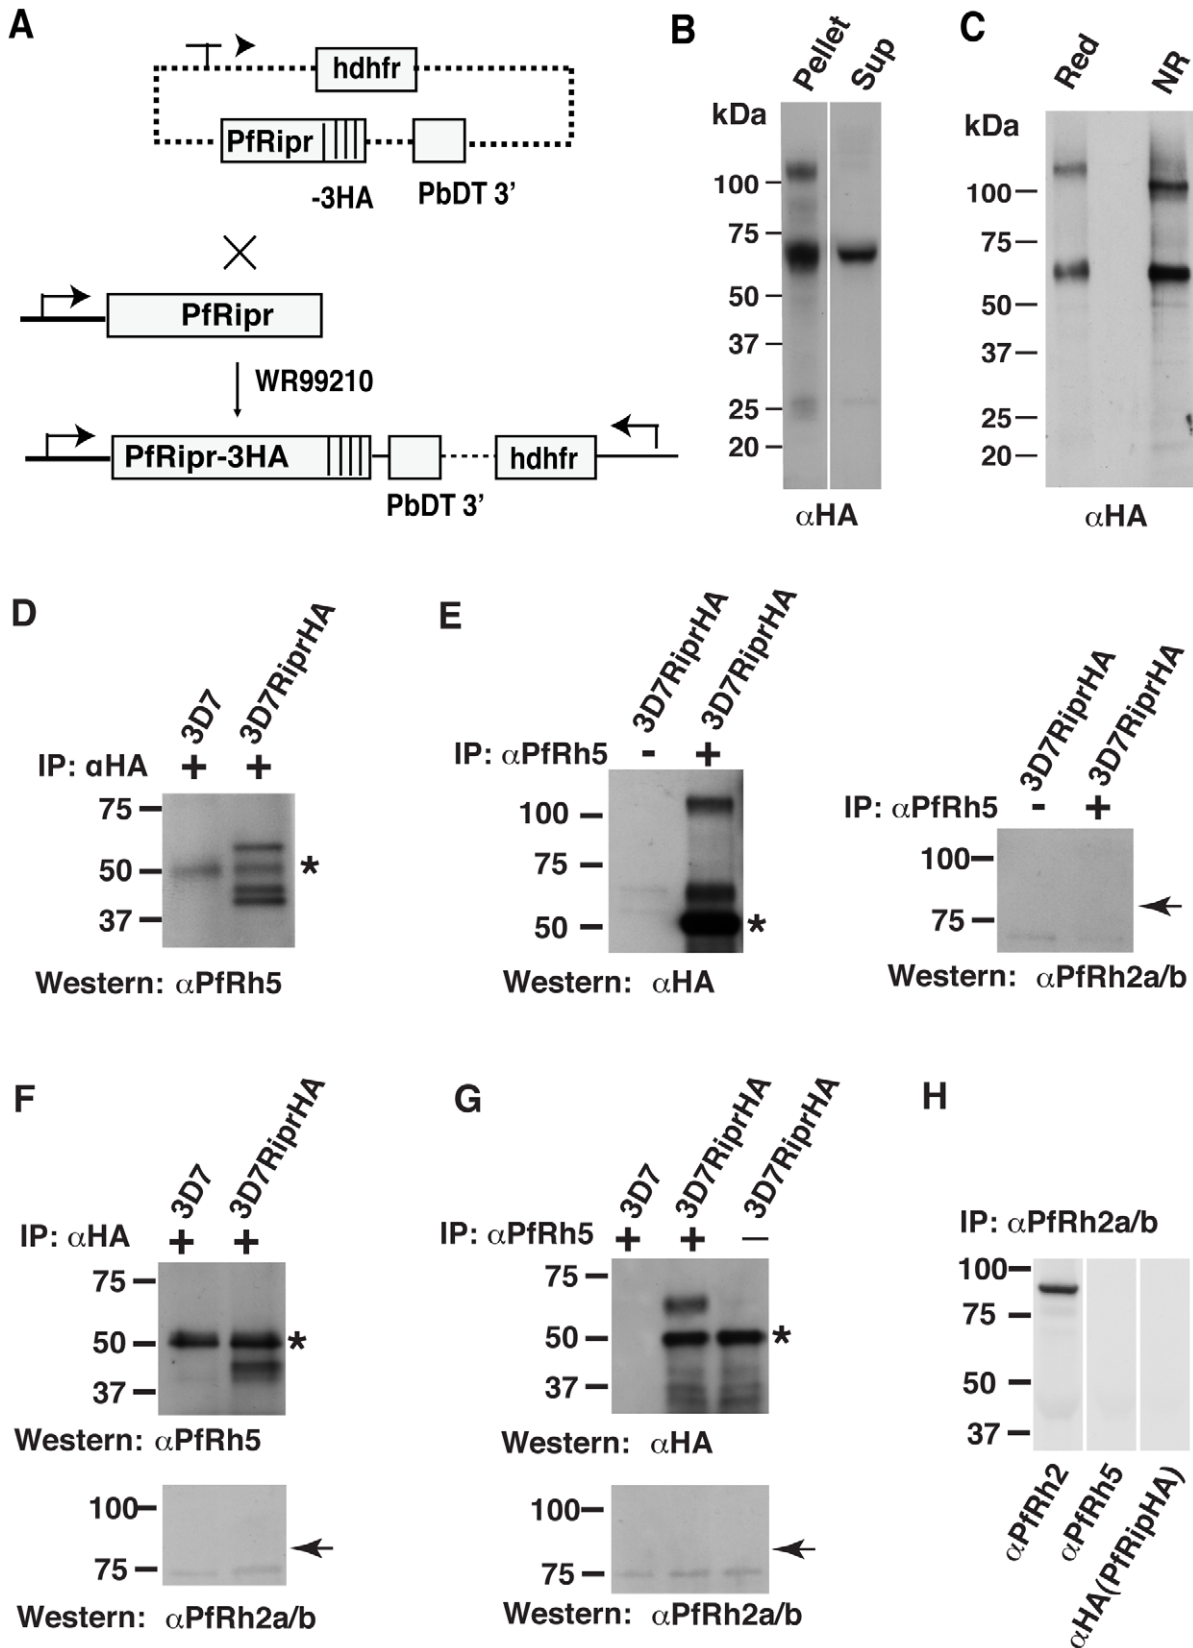 A
hdhfr
PfRipr
-3HA
PbDT 3'
PfRipr
WR99210
PfRipr-3HA
hdhfr
PbDT 3'
B
Pellet
Sup
kDa
100
75
50
37
25
20
αHA
C
Red
NR
kDa
100
75
50
37
25
20
αHA
D
3D7
3D7RiprHA
IP: αHA
+ +
75
50
37
*
Western: αPfRh5
E
3D7RiprHA
3D7RiprHA
IP: αPfRh5
- +
100
75
50
*
Western: αHA
3D7RiprHA
3D7RiprHA
IP: αPfRh5
- +
100
75
Western: αPfRh2a/b
F
3D7
3D7RiprHA
IP: αHA
+ +
75
50
37
*
Western: αPfRh5
100
75
Western: αPfRh2a/b
G
3D7
3D7RiprHA
3D7RiprHA
IP: αPfRh5
+ + –
75
50
37
*
Western: αHA
100
75
Western: αPfRh2a/b
H
IP: αPfRh2a/b
100
75
50
37
αPfRh2
αPfRh5
αHA(PfRipHA)